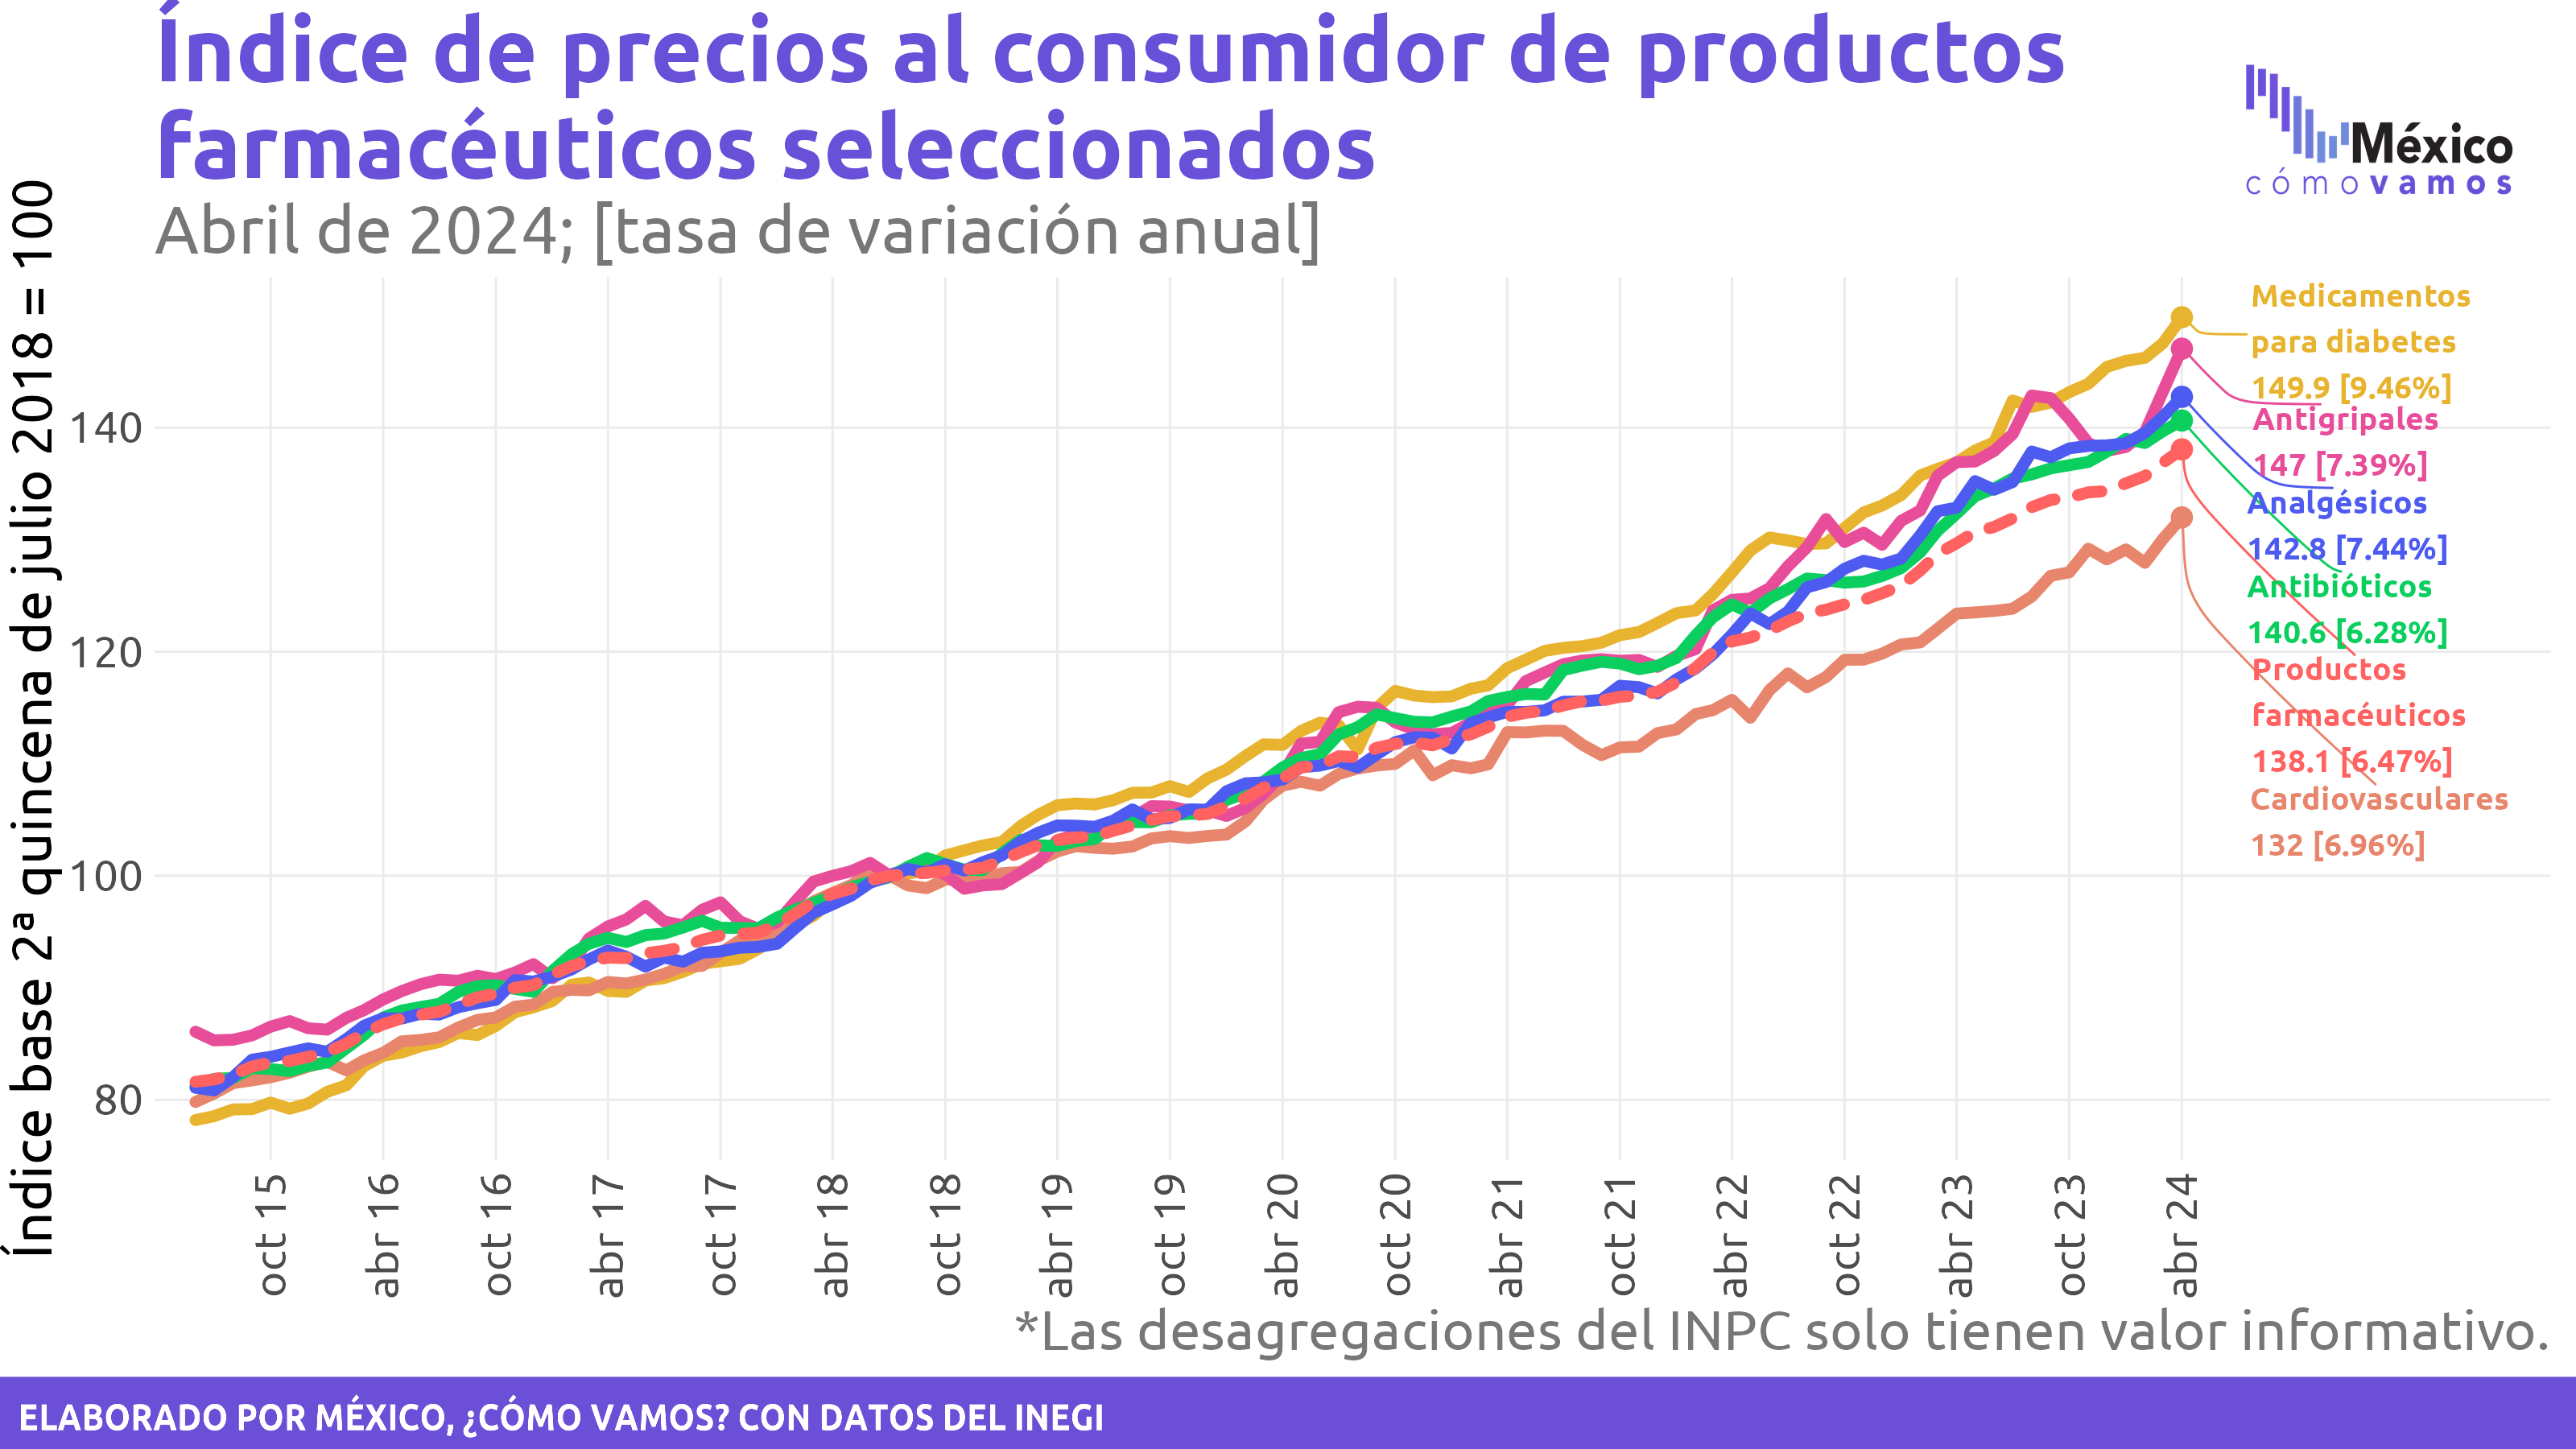 Índice de precios al consumidor de productos
farmacéuticos seleccionados
Abril de 2024; [tasa de variación anual]
México
cómo vamos
Índice base 2ª quincena de julio 2018 = 100
140
120
100
80
Medicamentos
para diabetes
149.9 [9.46%]
Antigripales
147 [7.39%]
Analgésicos
142.8 [7.44%]
Antibióticos
140.6 [6.28%]
Productos
farmacéuticos
138.1 [6.47%]
Cardiovasculares
132 [6.96%]
oct 15
abr 16
oct 16
abr 17
oct 17
abr 18
oct 18
abr 19
oct 19
abr 20
oct 20
abr 21
oct 21
abr 22
oct 22
abr 23
oct 23
abr 24
*Las desagregaciones del INPC solo tienen valor informativo.
ELABORADO POR MÉXICO, ¿CÓMO VAMOS? CON DATOS DEL INEGI